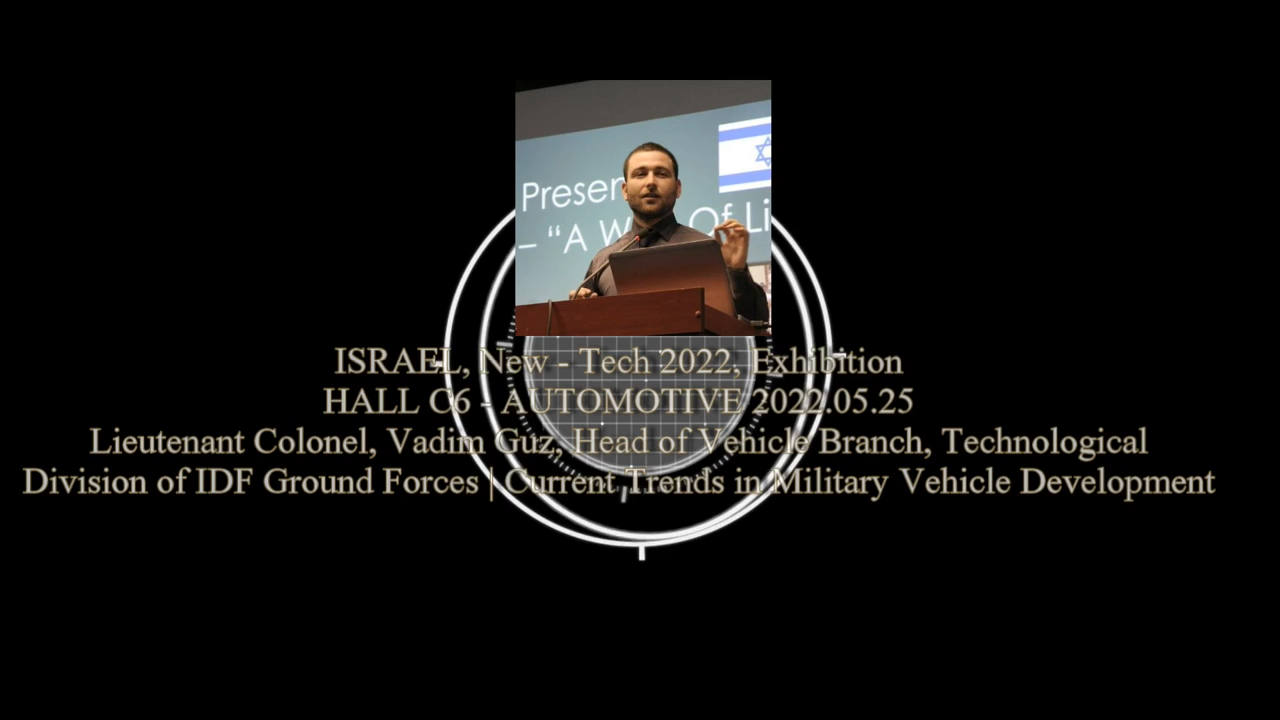 Presen
– “A W Of Li
ISRAEL, New - Tech 2022, Exhibition
HALL C6 - AUTOMOTIVE 2022.05.25
Lieutenant Colonel, Vadim Guz, Head of Vehicle Branch, Technological
Division of IDF Ground Forces | Current Trends in Military Vehicle Development